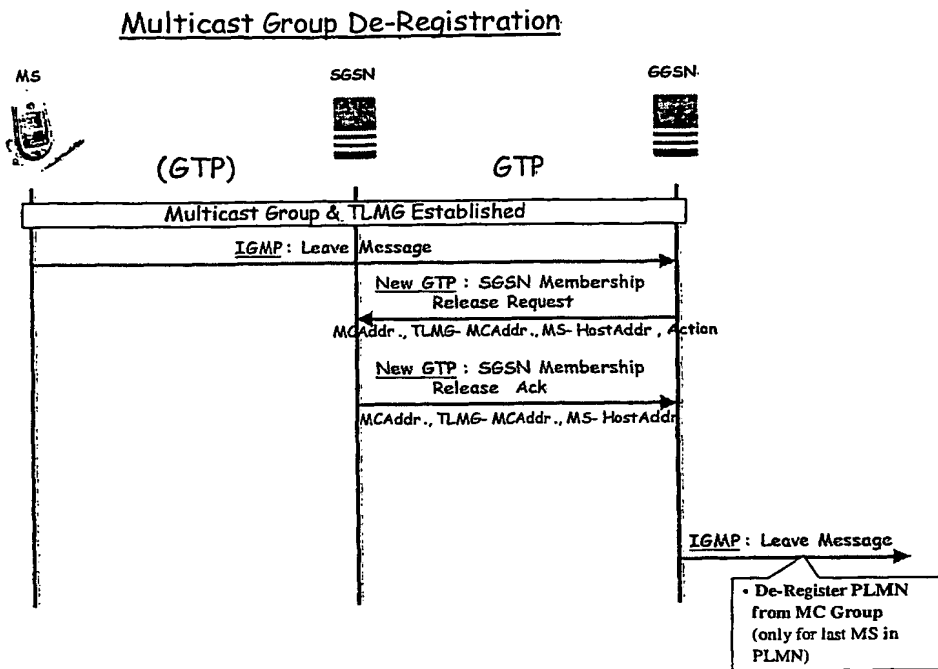 Multicast Group De-Registration
MS
SGSN
GGSN
(GTP)
GTP
Multicast Group & TLMG Established
IGMP: Leave Message
New GTP: SGSN Membership
Release Request
MCAddr., TLMG-MCAddr., MS-HostAddr, Action
New GTP: SGSN Membership
Release Ack
MCAddr., TLMG-MCAddr., MS-HostAddr
IGMP: Leave Message
• De-Register PLMN
from MC Group
(only for last MS in
PLMN)